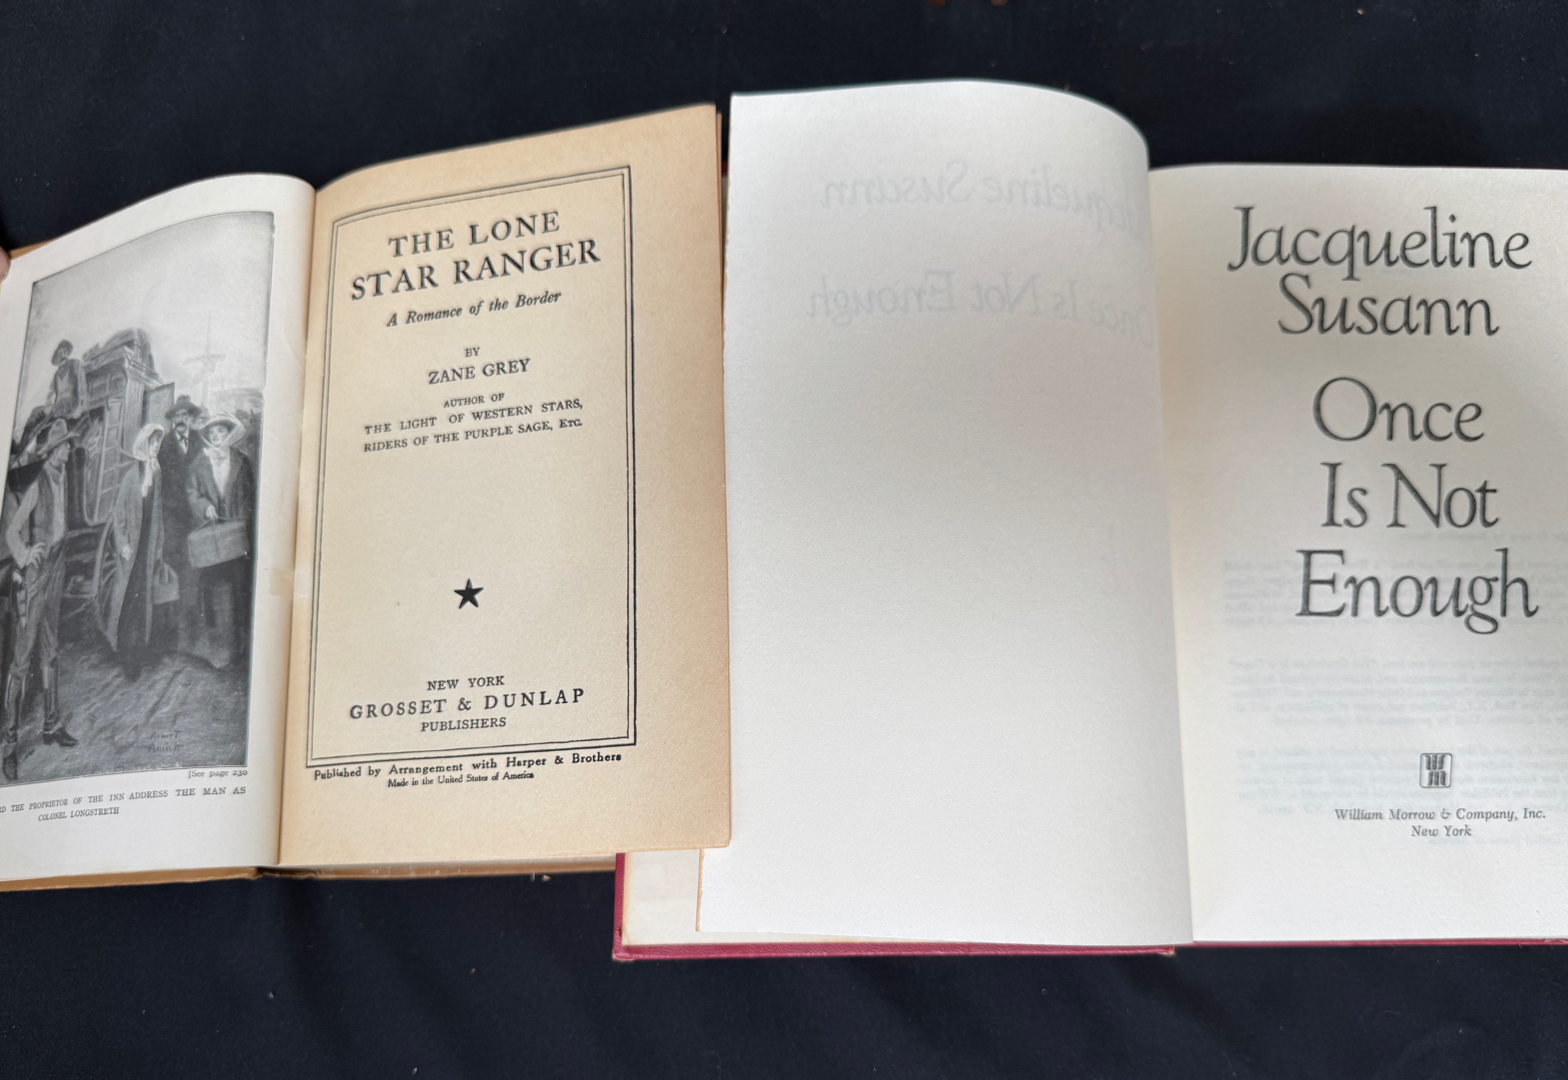 [See page 230
THE PROPRIETOR OF THE INN ADDRESS THE MAN AS
COLONEL LONGSTRETH
THE LONE
STAR RANGER
A Romance of the Border
BY
ZANE GREY
AUTHOR OF
THE LIGHT OF WESTERN STARS,
RIDERS OF THE PURPLE SAGE, Etc.
NEW YORK
GROSSET & DUNLAP
PUBLISHERS
Published by Arrangement with Harper & Brothers
Made in the United States of America
Jacqueline
Susann
Once
Is Not
Enough
William Morrow & Company, Inc.
New York